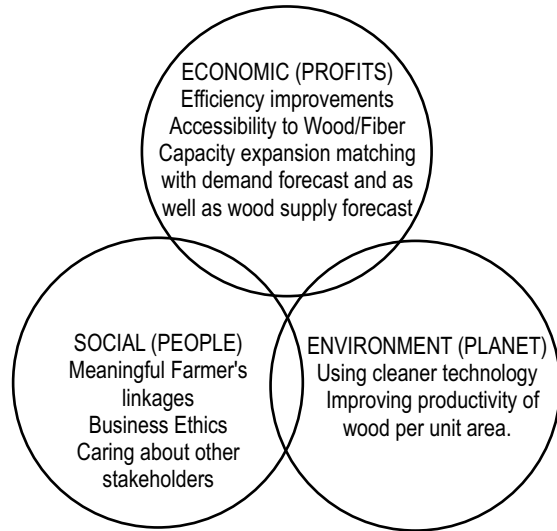 ECONOMIC (PROFITS)
Efficiency improvements
Accessibility to Wood/Fiber
Capacity expansion matching
with demand forecast and as
well as wood supply forecast
SOCIAL (PEOPLE)
Meaningful Farmer's
linkages
Business Ethics
Caring about other
stakeholders
ENVIRONMENT (PLANET)
Using cleaner technology
Improving productivity of
wood per unit area.